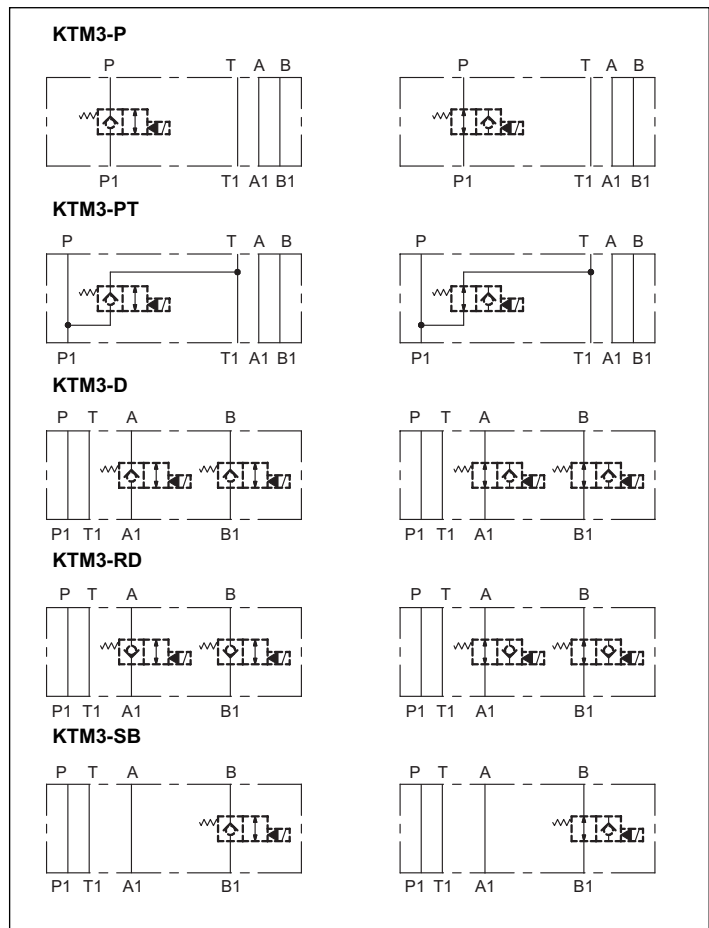 KTM3-P
P T A B P T A B
P1 T1 A1 B1 P1 T1 A1 B1
KTM3-PT
P T A B P T A B
P1 T1 A1 B1 P1 T1 A1 B1
KTM3-D
P T A B P T A B
P1 T1 A1 B1 P1 T1 A1 B1
KTM3-RD
P T A B P T A B
P1 T1 A1 B1 P1 T1 A1 B1
KTM3-SB
P T A B P T A B
P1 T1 A1 B1 P1 T1 A1 B1